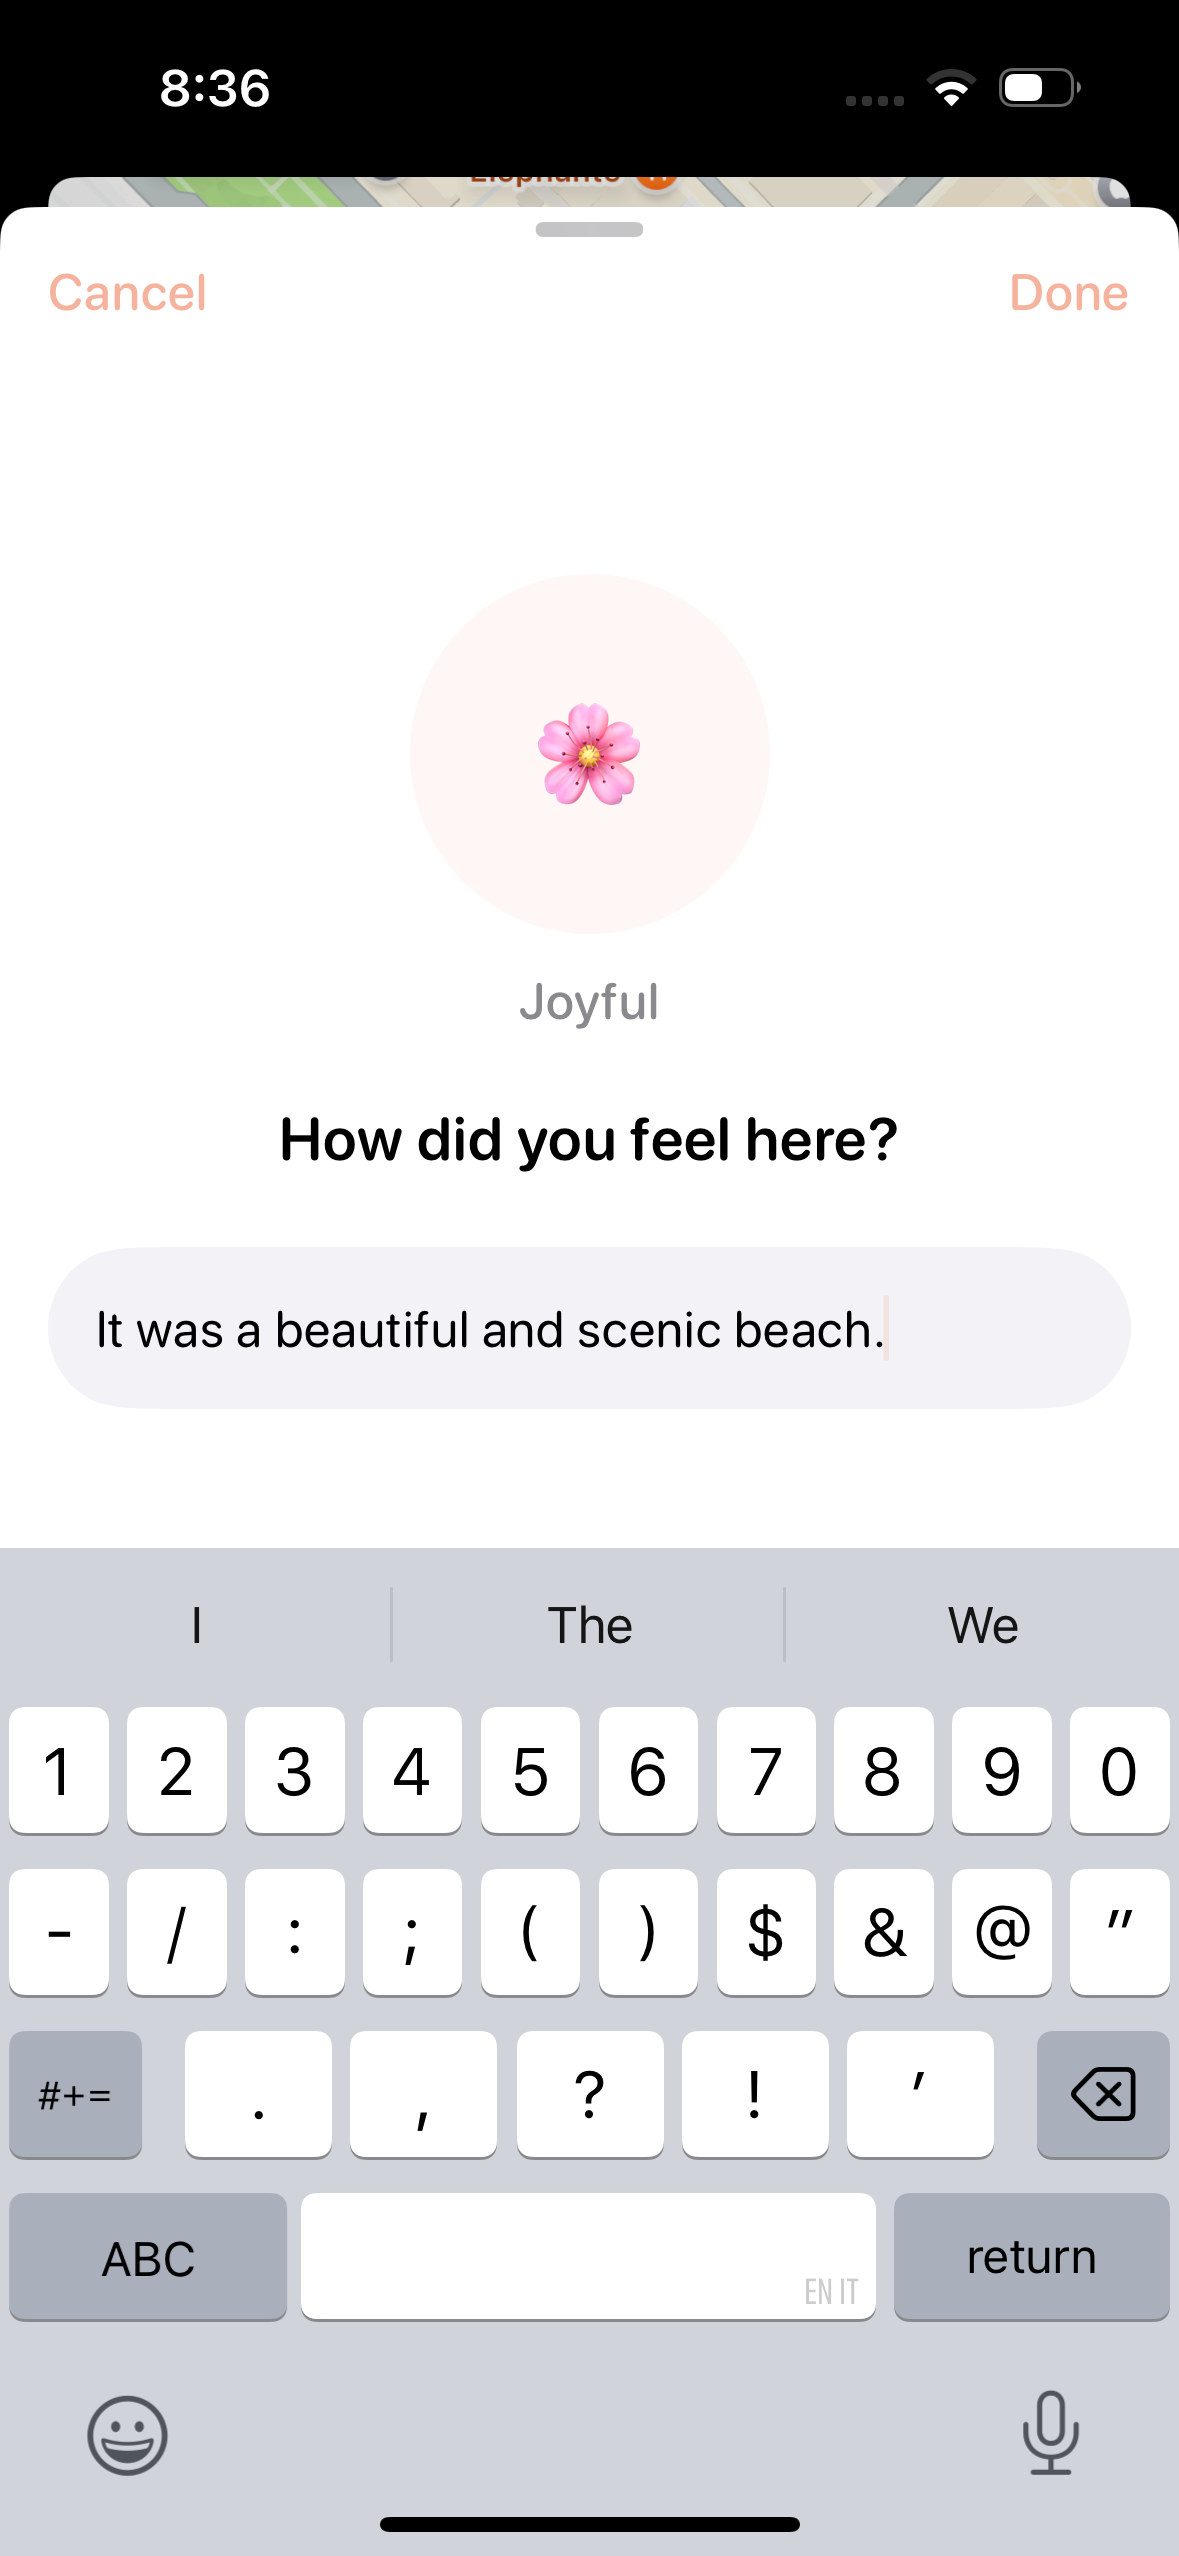 8:36
Cancel
Done
Joyful
How did you feel here?
It was a beautiful and scenic beach.
I
The
We
1 2 3 4 5 6 7 8 9 0
- / : ; ( ) $ & @ "
#+= . , ? ! '
ABC
EN IT
return